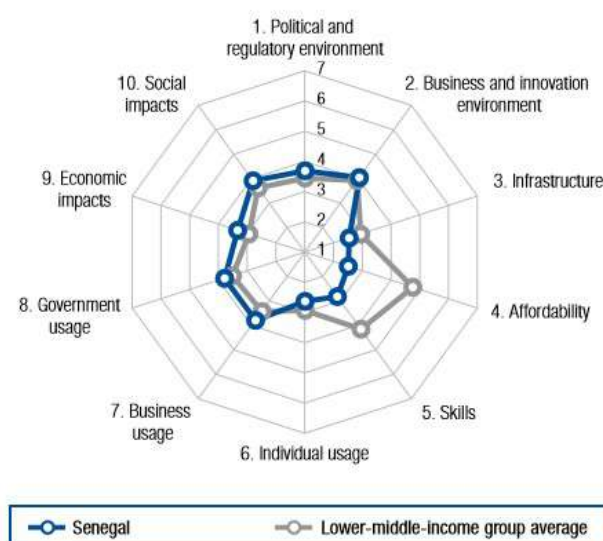 1. Political and
regulatory environment
2. Business and innovation
environment
3. Infrastructure
4. Affordability
5. Skills
6. Individual usage
7. Business
usage
8. Government
usage
9. Economic
impacts
10. Social
impacts
7
6
5
4
3
2
1
Senegal
Lower-middle-income group average